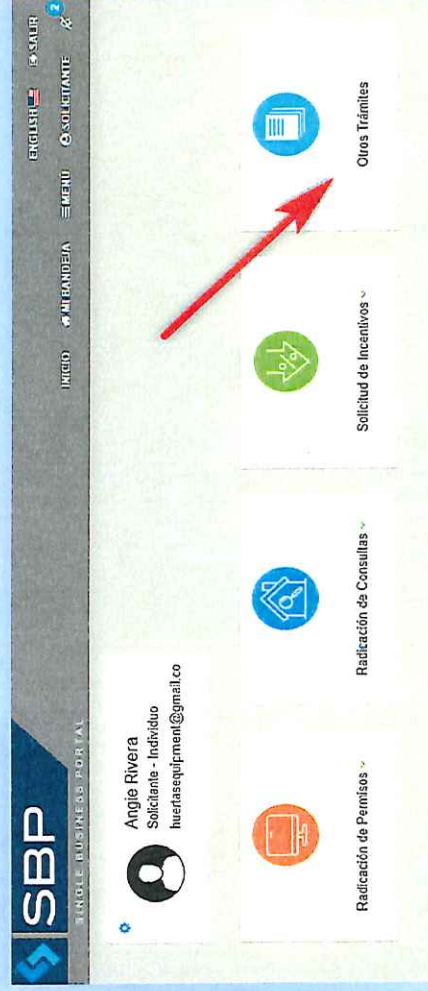 SBP
SINGLE BUSINESS PORTAL
ENGLISH
SALIR
INICIO
MI BANDEJA
MENÚ
SOLICITANTE
2
Angie Rivera
Solicitante - Individuo
huertasequipment@gmail.co
Radicación de Permisos
Radicación de Consultas
Solicitud de Incentivos
Otros Trámites